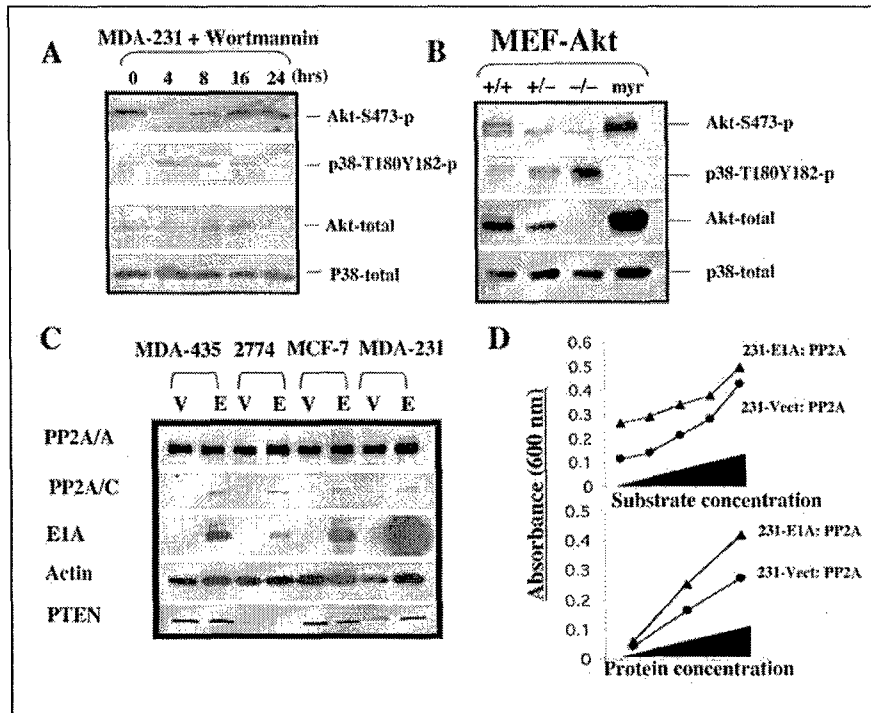 A
MDA-231 + Wortmannin
0 4 8 16 24 (hrs)
Akt-S473-p
p38-T180Y182-p
Akt-total
P38-total
B
MEF-Akt
+/+ +/- -/- myr
Akt-S473-p
p38-T180Y182-p
Akt-total
p38-total
C
MDA-435 2774 MCF-7 MDA-231
V E V E V E V E
PP2A/A
PP2A/C
E1A
Actin
PTEN
D
Absorbance (600 nm)
0.6
0.5
0.4
0.3
0.2
0.1
0
231-E1A: PP2A
231-Vect: PP2A
Substrate concentration
0.5
0.4
0.3
0.2
0.1
0
231-E1A: PP2A
231-Vect: PP2A
Protein concentration